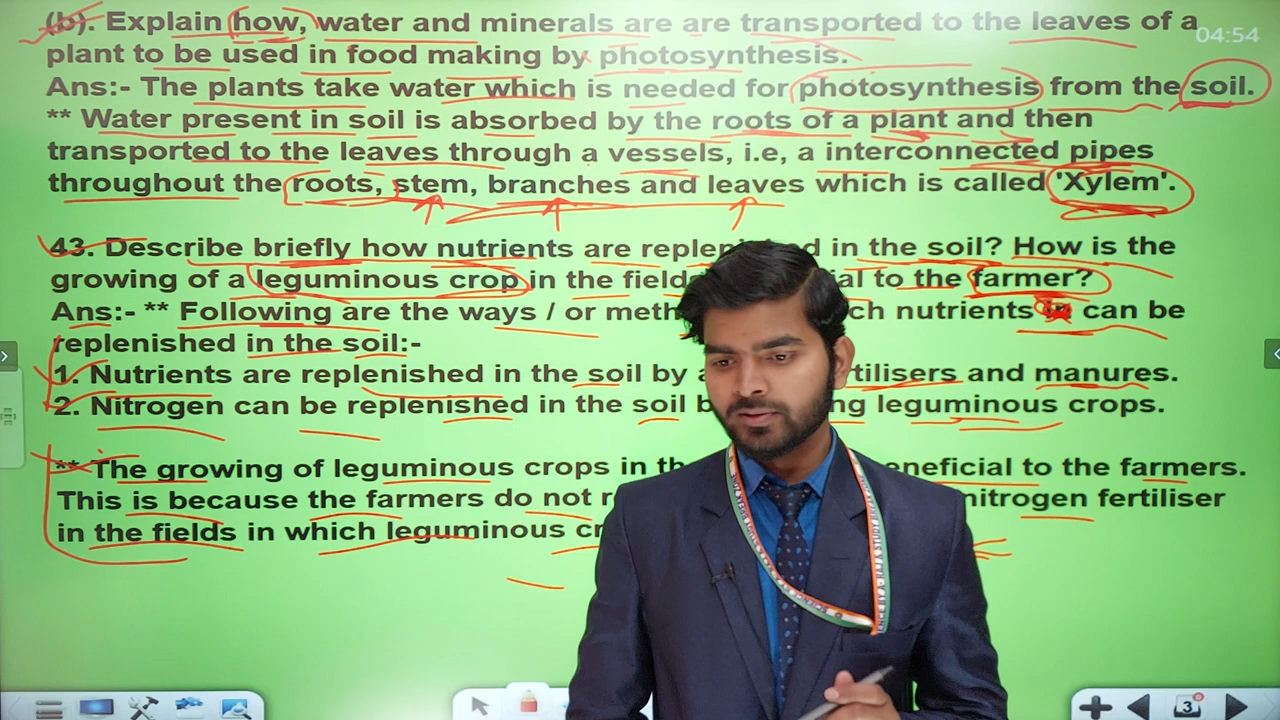 (b). Explain how, water and minerals are are transported to the leaves of a
04:54
plant to be used in food making by photosynthesis.
Ans:- The plants take water which is needed for photosynthesis from the soil.
** Water present in soil is absorbed by the roots of a plant and then
transported to the leaves through a vessels, i.e, a interconnected pipes
throughout the roots, stem, branches and leaves which is called 'Xylem'.
43. Describe briefly how nutrients are replen d in the soil? How is the
growing of a leguminous crop in the field ial to the farmer?
Ans:- ** Following are the ways / or meth ch nutrients can be
replenished in the soil:-
1. Nutrients are replenished in the soil by a tilisers and manures.
2. Nitrogen can be replenished in the soil b ng leguminous crops.
** The growing of leguminous crops in th eneficial to the farmers.
This is because the farmers do not r nitrogen fertiliser
in the fields in which leguminous cr
3